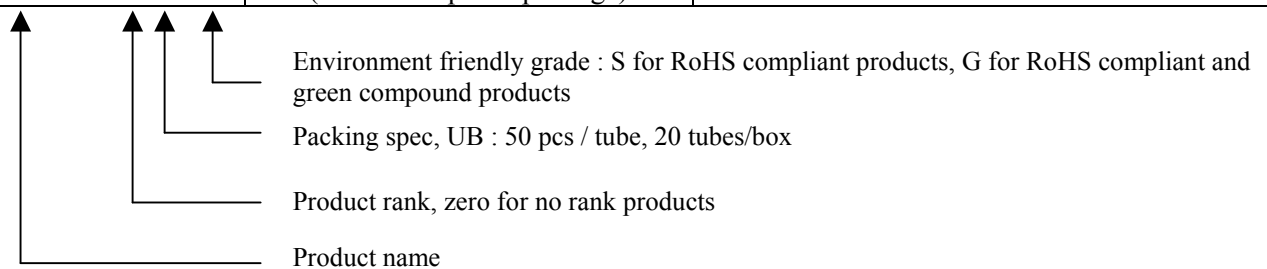 Environment friendly grade : S for RoHS compliant products, G for RoHS compliant and
green compound products
Packing spec, UB : 50 pcs / tube, 20 tubes/box
Product rank, zero for no rank products
Product name